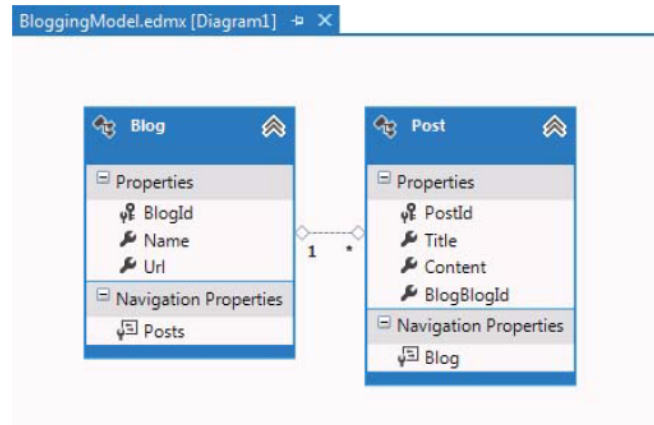 BloggingModel.edmx [Diagram1]
Blog
Properties
BlogId
Name
Url
Navigation Properties
Posts
1 *
Post
Properties
PostId
Title
Content
BlogBlogId
Navigation Properties
Blog